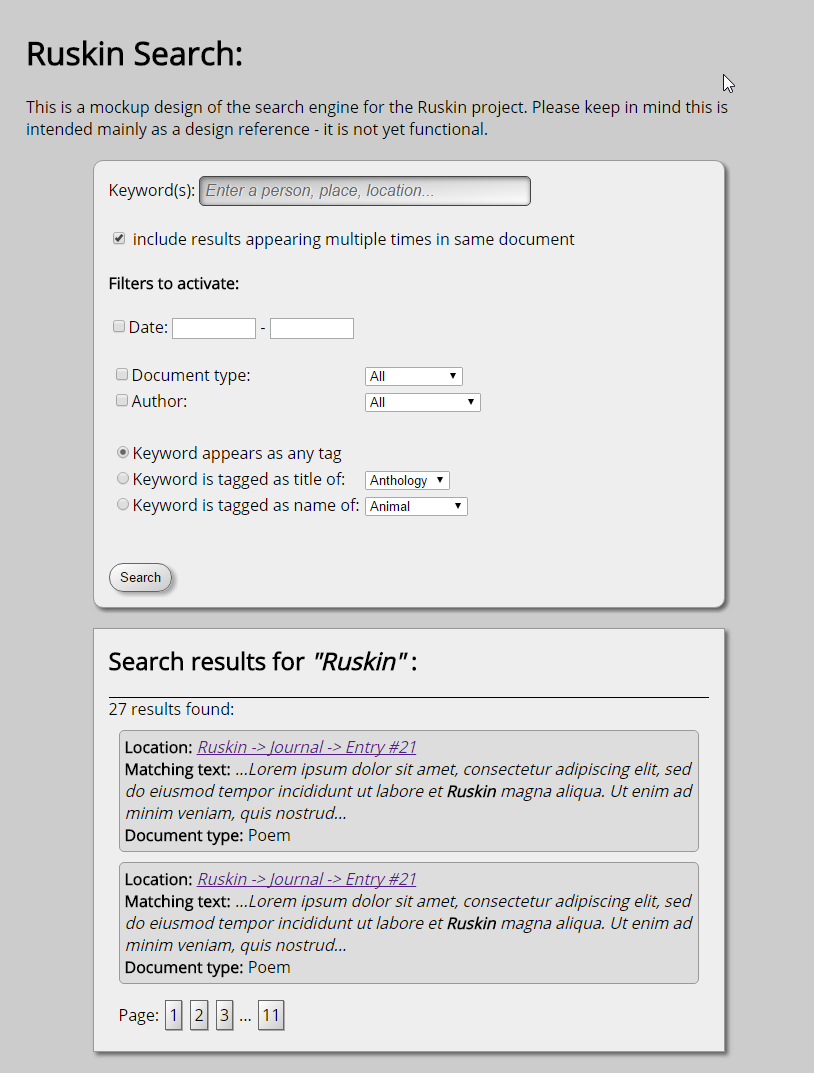 Ruskin Search:
This is a mockup design of the search engine for the Ruskin project. Please keep in mind this is
intended mainly as a design reference - it is not yet functional.
Keyword(s): Enter a person, place, location...
include results appearing multiple times in same document
Filters to activate:
Date: -
Document type: All
Author: All
Keyword appears as any tag
Keyword is tagged as title of: Anthology
Keyword is tagged as name of: Animal
Search
Search results for "Ruskin" :
27 results found:
Location: Ruskin -> Journal -> Entry #21
Matching text: ...Lorem ipsum dolor sit amet, consectetur adipiscing elit, sed
do eiusmod tempor incididunt ut labore et Ruskin magna aliqua. Ut enim ad
minim veniam, quis nostrud...
Document type: Poem
Location: Ruskin -> Journal -> Entry #21
Matching text: ...Lorem ipsum dolor sit amet, consectetur adipiscing elit, sed
do eiusmod tempor incididunt ut labore et Ruskin magna aliqua. Ut enim ad
minim veniam, quis nostrud...
Document type: Poem
Page: 1 2 3 ... 11